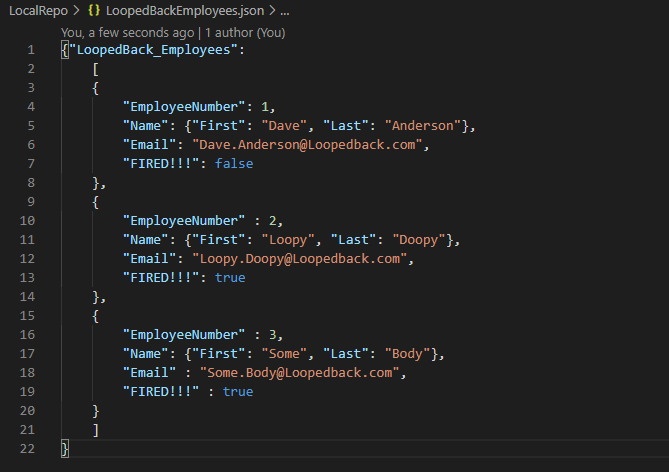 LocalRepo > {} LoopedBackEmployees.json > ...
You, a few seconds ago | 1 author (You)
1 {"LoopedBack_Employees":
2 [
3 {
4 "EmployeeNumber": 1,
5 "Name": {"First": "Dave", "Last": "Anderson"},
6 "Email": "Dave.Anderson@Loopedback.com",
7 "FIRED!!!": false
8 },
9 {
10 "EmployeeNumber" : 2,
11 "Name": {"First": "Loopy", "Last": "Doopy"},
12 "Email": "Loopy.Doopy@Loopedback.com",
13 "FIRED!!!": true
14 },
15 {
16 "EmployeeNumber" : 3,
17 "Name": {"First": "Some", "Last": "Body"},
18 "Email" : "Some.Body@Loopedback.com",
19 "FIRED!!!" : true
20 }
21 ]
22 }